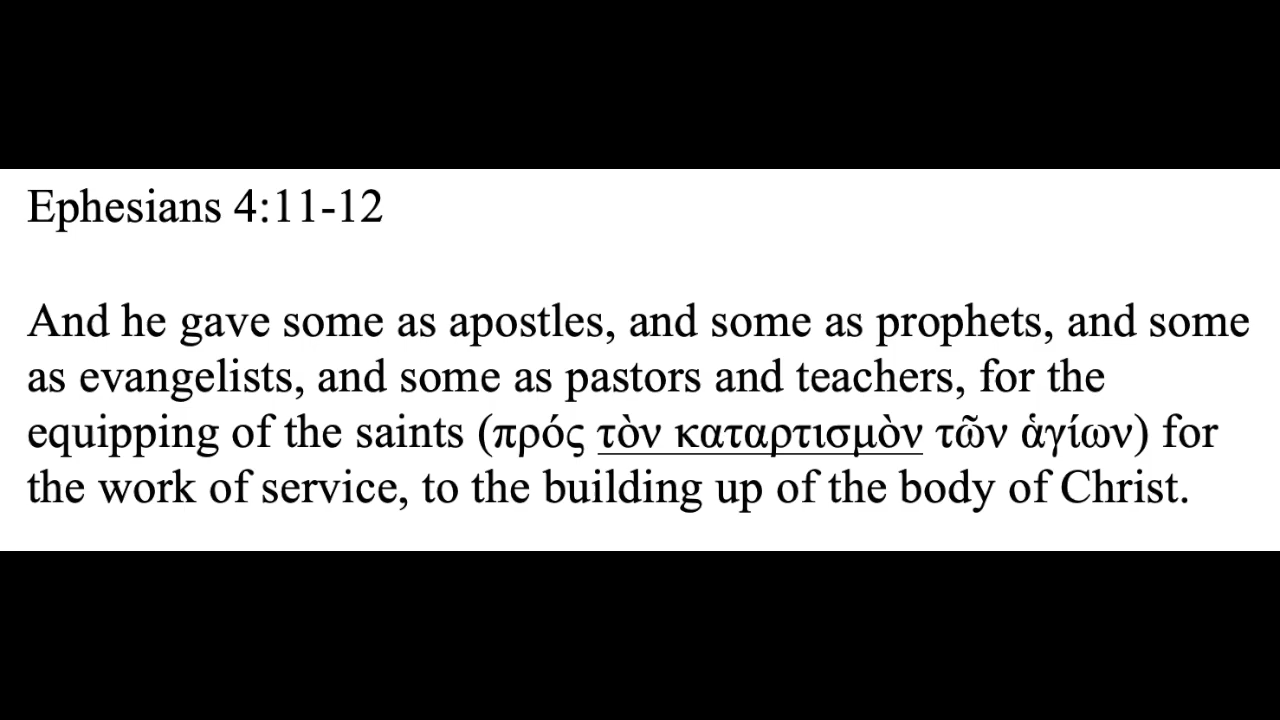 Ephesians 4:11-12
And he gave some as apostles, and some as prophets, and some
as evangelists, and some as pastors and teachers, for the
equipping of the saints (πρός τὸν καταρτισμὸν τῶν ἁγίων) for
the work of service, to the building up of the body of Christ.